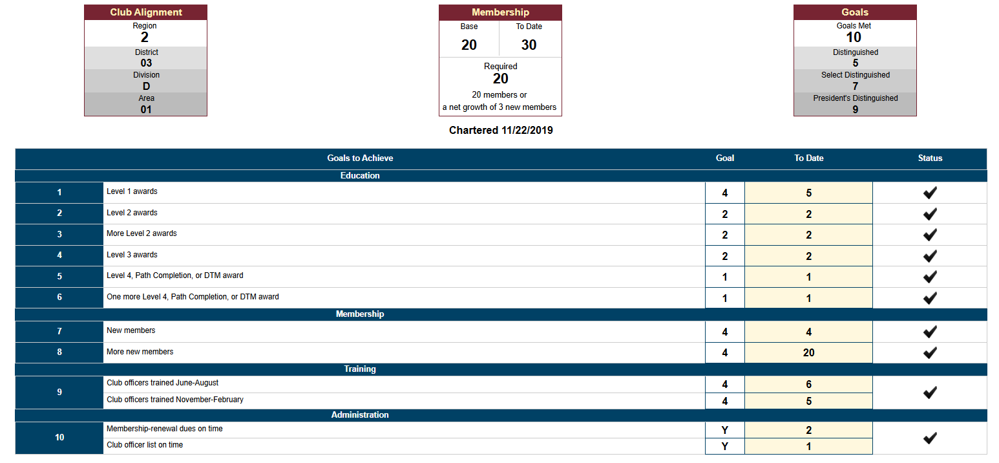 Club Alignment
Region
2
District
03
Division
D
Area
01
Membership
Base To Date
20 30
Required
20
20 members or
a net growth of 3 new members
Goals
Goals Met
10
Distinguished
5
Select Distinguished
7
President's Distinguished
9
Chartered 11/22/2019
Goals to Achieve Goal To Date Status
Education
1 Level 1 awards 4 5
2 Level 2 awards 2 2
3 More Level 2 awards 2 2
4 Level 3 awards 2 2
5 Level 4, Path Completion, or DTM award 1 1
6 One more Level 4, Path Completion, or DTM award 1 1
Membership
7 New members 4 4
8 More new members 4 20
Training
9 Club officers trained June-August 4 6
Club officers trained November-February 4 5
Administration
10 Membership-renewal dues on time Y 2
Club officer list on time Y 1